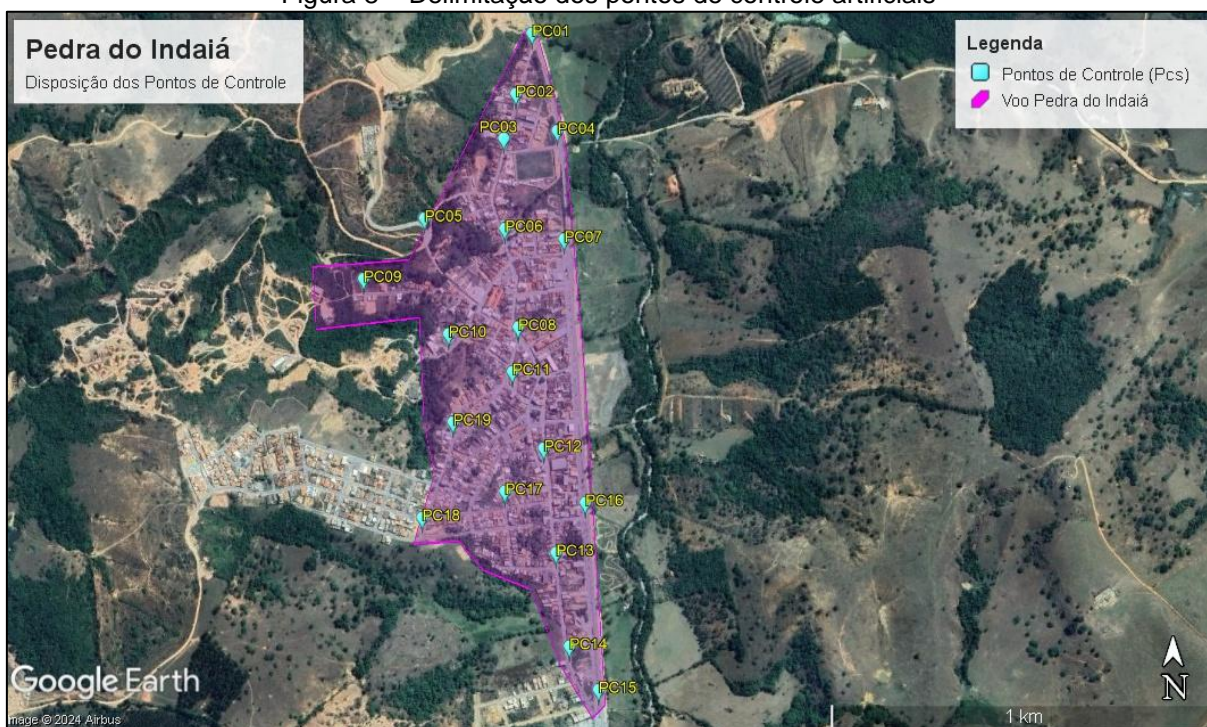 Figura 8 – Delimitação dos pontos de controle artificiais
Pedra do Indaiá
Disposição dos Pontos de Controle
Legenda
Pontos de Controle (Pcs)
Voo Pedra do Indaiá
PC01
PC02
PC03
PC04
PC05
PC06
PC07
PC09
PC08
PC10
PC11
PC19
PC12
PC17
PC16
PC18
PC13
PC14
PC15
Google Earth
N
1 km
mage © 2024 Airbus